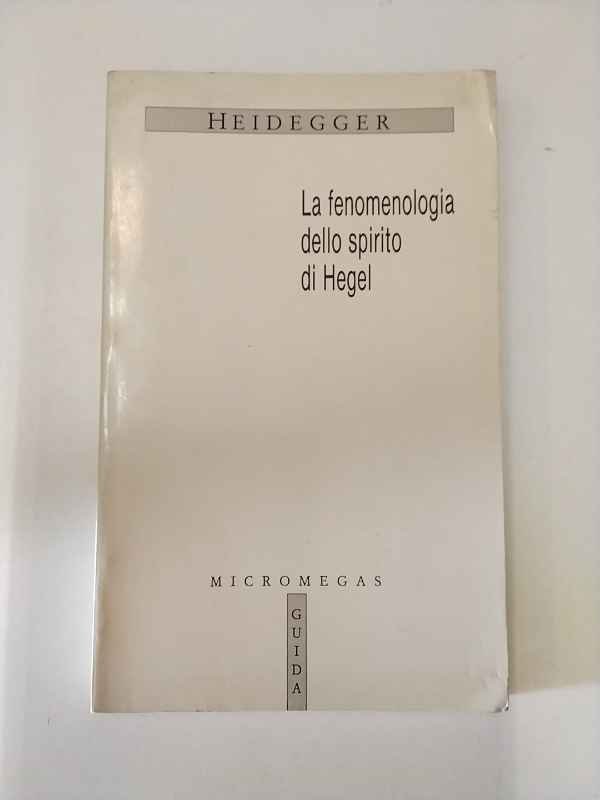 HEIDEGGER
La fenomenologia
dello spirito
di Hegel
MICROMEGAS
GUIDA